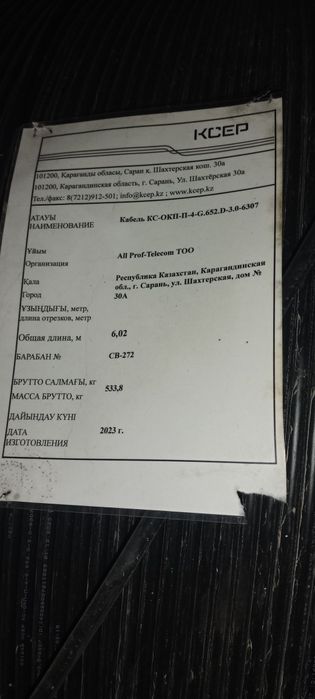 КСЕР
101200, Караганды обласы, Саран к. Шахтерская кош. 30а
101200, Карагандинская область, г. Сарань, Ул. Шахтёрская 30а
Тел./факс: 8(7212)912-501; info@kcep.kz ; www.kcep.kz
АТАУЫ
НАИМЕНОВАНИЕ
Кабель КС-ОКП-П-4-G.652.D-3.0-6307
Ұйым
Организация
All Prof-Telecom ТОО
Қала
Город
Республика Казахстан, Карагандинская
обл., г. Сарань, ул. Шахтерская, дом №
30А
ҰЗЫНДЫҒЫ, метр,
длина отрезков, метр
Общая длина, м
6,02
БАРАБАН №
СВ-272
БРУТТО САЛМАҒЫ, кг
МАССА БРУТТО, кг
533,8
ДАЙЫНДАУ КҮНІ
ДАТА
ИЗГОТОВЛЕНИЯ
2023 г.